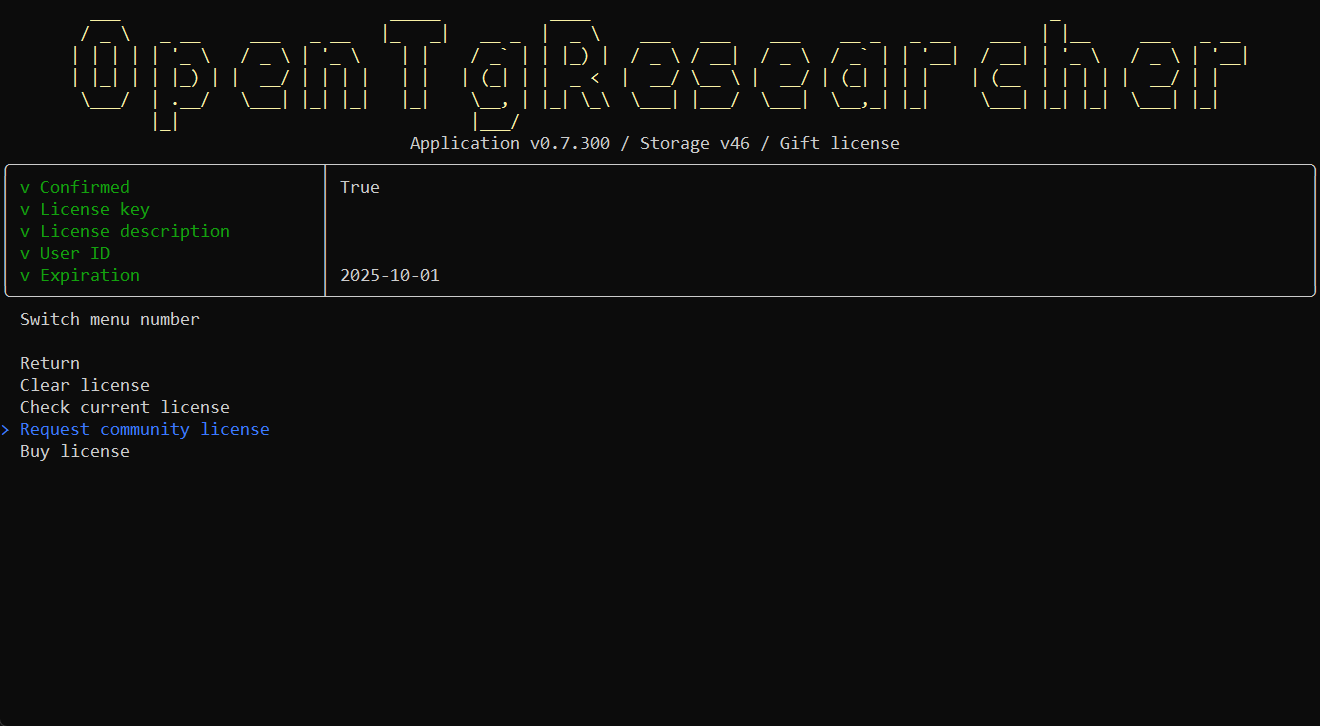 OpenTgResearcher
Application v0.7.300 / Storage v46 / Gift license
v Confirmed True
v License key
v License description
v User ID
v Expiration 2025-10-01
Switch menu number
Return
Clear license
Check current license
> Request community license
Buy license